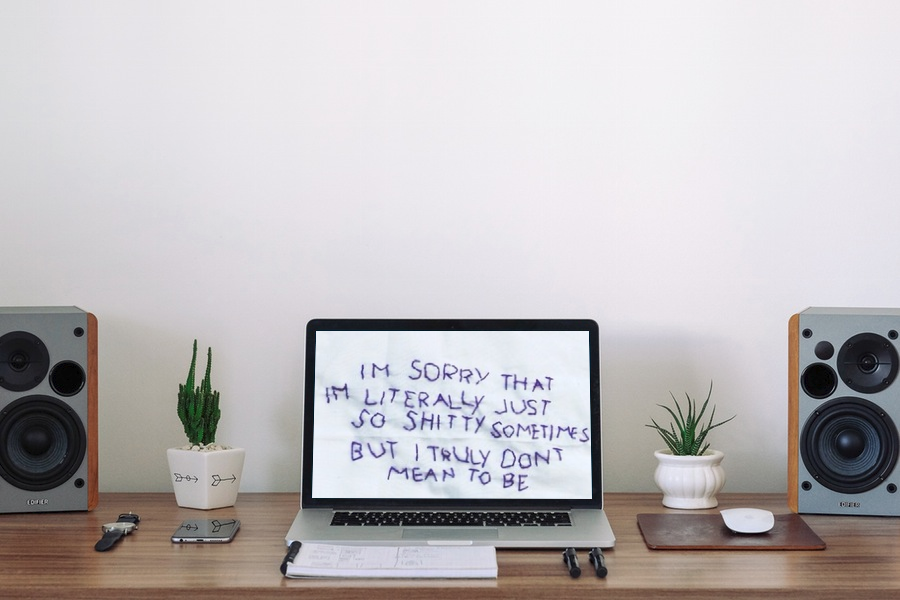 IM SORRY THAT
IM LITERALLY JUST
SO SHITTY SOMETIMES
BUT I TRULY DONT
MEAN TO BE
EDIFIER
EDIFIER